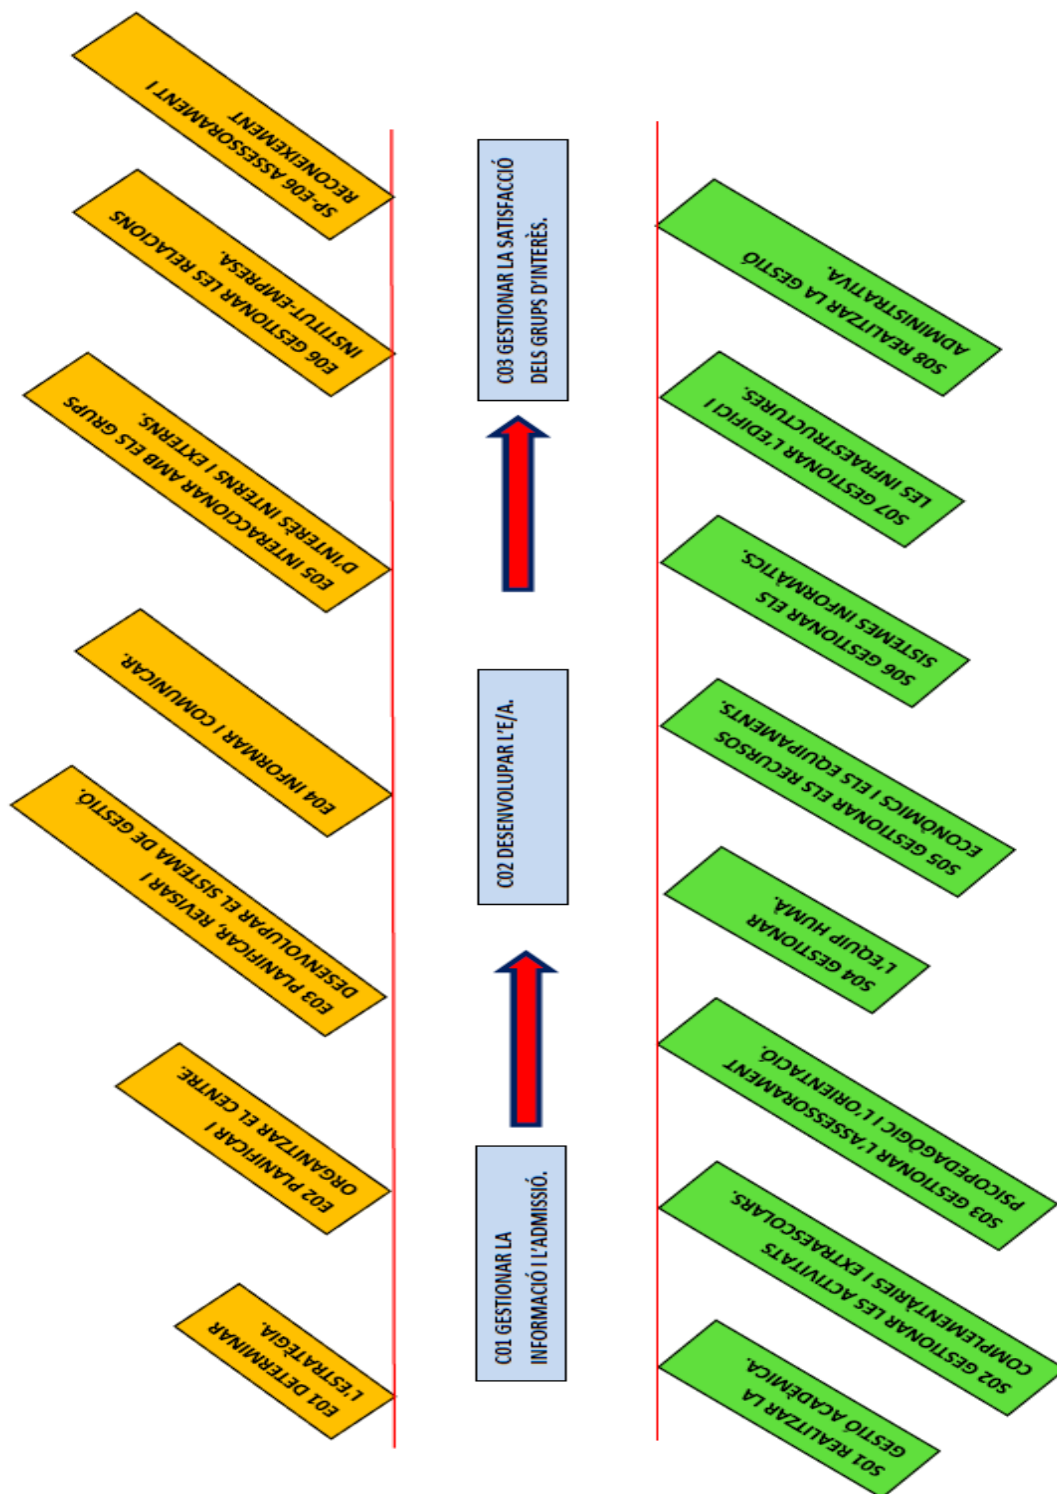 E01 DETERMINAR
L'ESTRATÈGIA.
E02 PLANIFICAR I
ORGANITZAR EL CENTRE.
E03 PLANIFICAR, REVISAR I
DESENVOLUPAR EL SISTEMA DE GESTIÓ.
E04 INFORMAR I COMUNICAR.
E05 INTERACCIONAR AMB ELS GRUPS
D'INTERÈS INTERNS I EXTERNS.
E06 GESTIONAR LES RELACIONS
INSTITUT-EMPRESA.
SP-E06 ASSESSORAMENT I
RECONEIXEMENT
C01 GESTIONAR LA
INFORMACIÓ I L'ADMISSIÓ.
C02 DESENVOLUPAR L'E/A.
C03 GESTIONAR LA SATISFACCIÓ
DELS GRUPS D'INTERÈS.
S01 REALITZAR LA
GESTIÓ ACADÈMICA.
S02 GESTIONAR LES ACTIVITATS
COMPLEMENTÀRIES I EXTRAESCOLARS.
S03 GESTIONAR L'ASSESSORAMENT
PSICOPEDAGÒGIC I L'ORIENTACIÓ.
S04 GESTIONAR
L'EQUIP HUMÀ.
S05 GESTIONAR ELS RECURSOS
ECONÒMICS I ELS EQUIPAMENTS.
S06 GESTIONAR ELS
SISTEMES INFORMÀTICS.
S07 GESTIONAR L'EDIFICI I
LES INFRAESTRUCTURES.
S08 REALITZAR LA GESTIÓ
ADMINISTRATIVA.